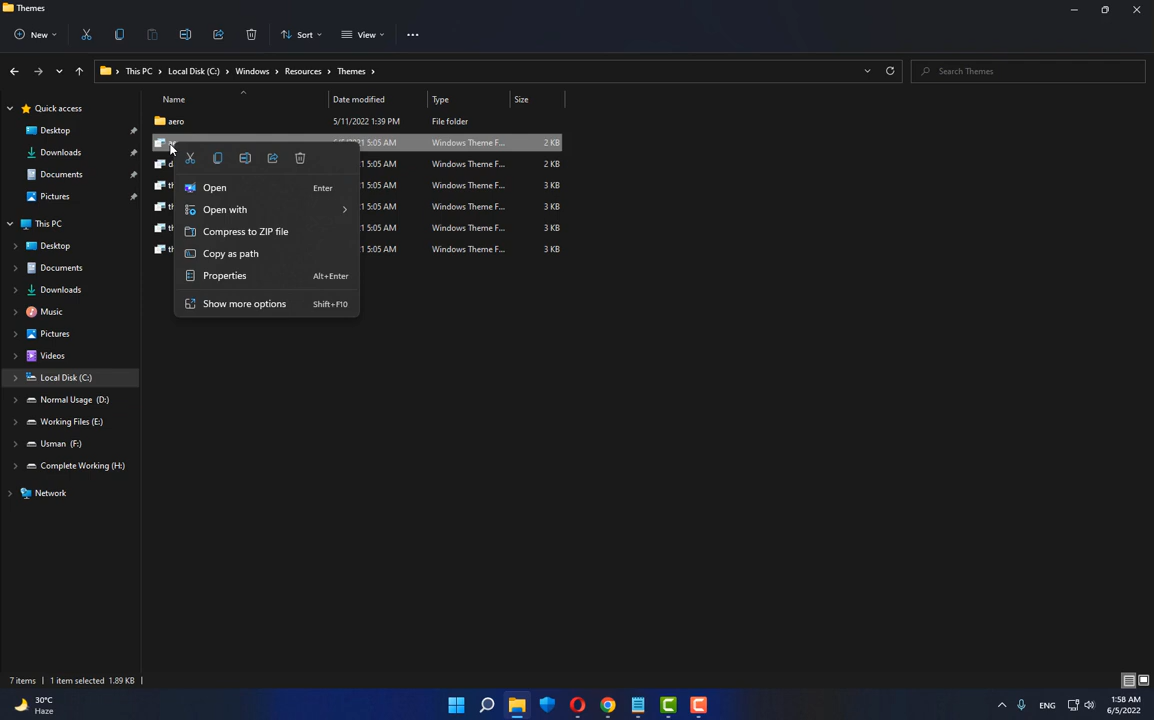 Themes
New
Sort
View
This PC > Local Disk (C:) > Windows > Resources > Themes >
Search Themes
Quick access
Desktop
Downloads
Documents
Pictures
This PC
Desktop
Documents
Downloads
Music
Pictures
Videos
Local Disk (C:)
Normal Usage (D:)
Working Files (E:)
Usman (F:)
Complete Working (H:)
Network
Name Date modified Type Size
aero 5/11/2022 1:39 PM File folder
5:05 AM Windows Theme F... 2 KB
5:05 AM Windows Theme F... 2 KB
5:05 AM Windows Theme F... 3 KB
5:05 AM Windows Theme F... 3 KB
5:05 AM Windows Theme F... 3 KB
5:05 AM Windows Theme F... 3 KB
Open Enter
Open with
Compress to ZIP file
Copy as path
Properties Alt+Enter
Show more options Shift+F10
7 items 1 item selected 1.89 KB
30°C
Haze
ENG
1:58 AM
6/5/2022